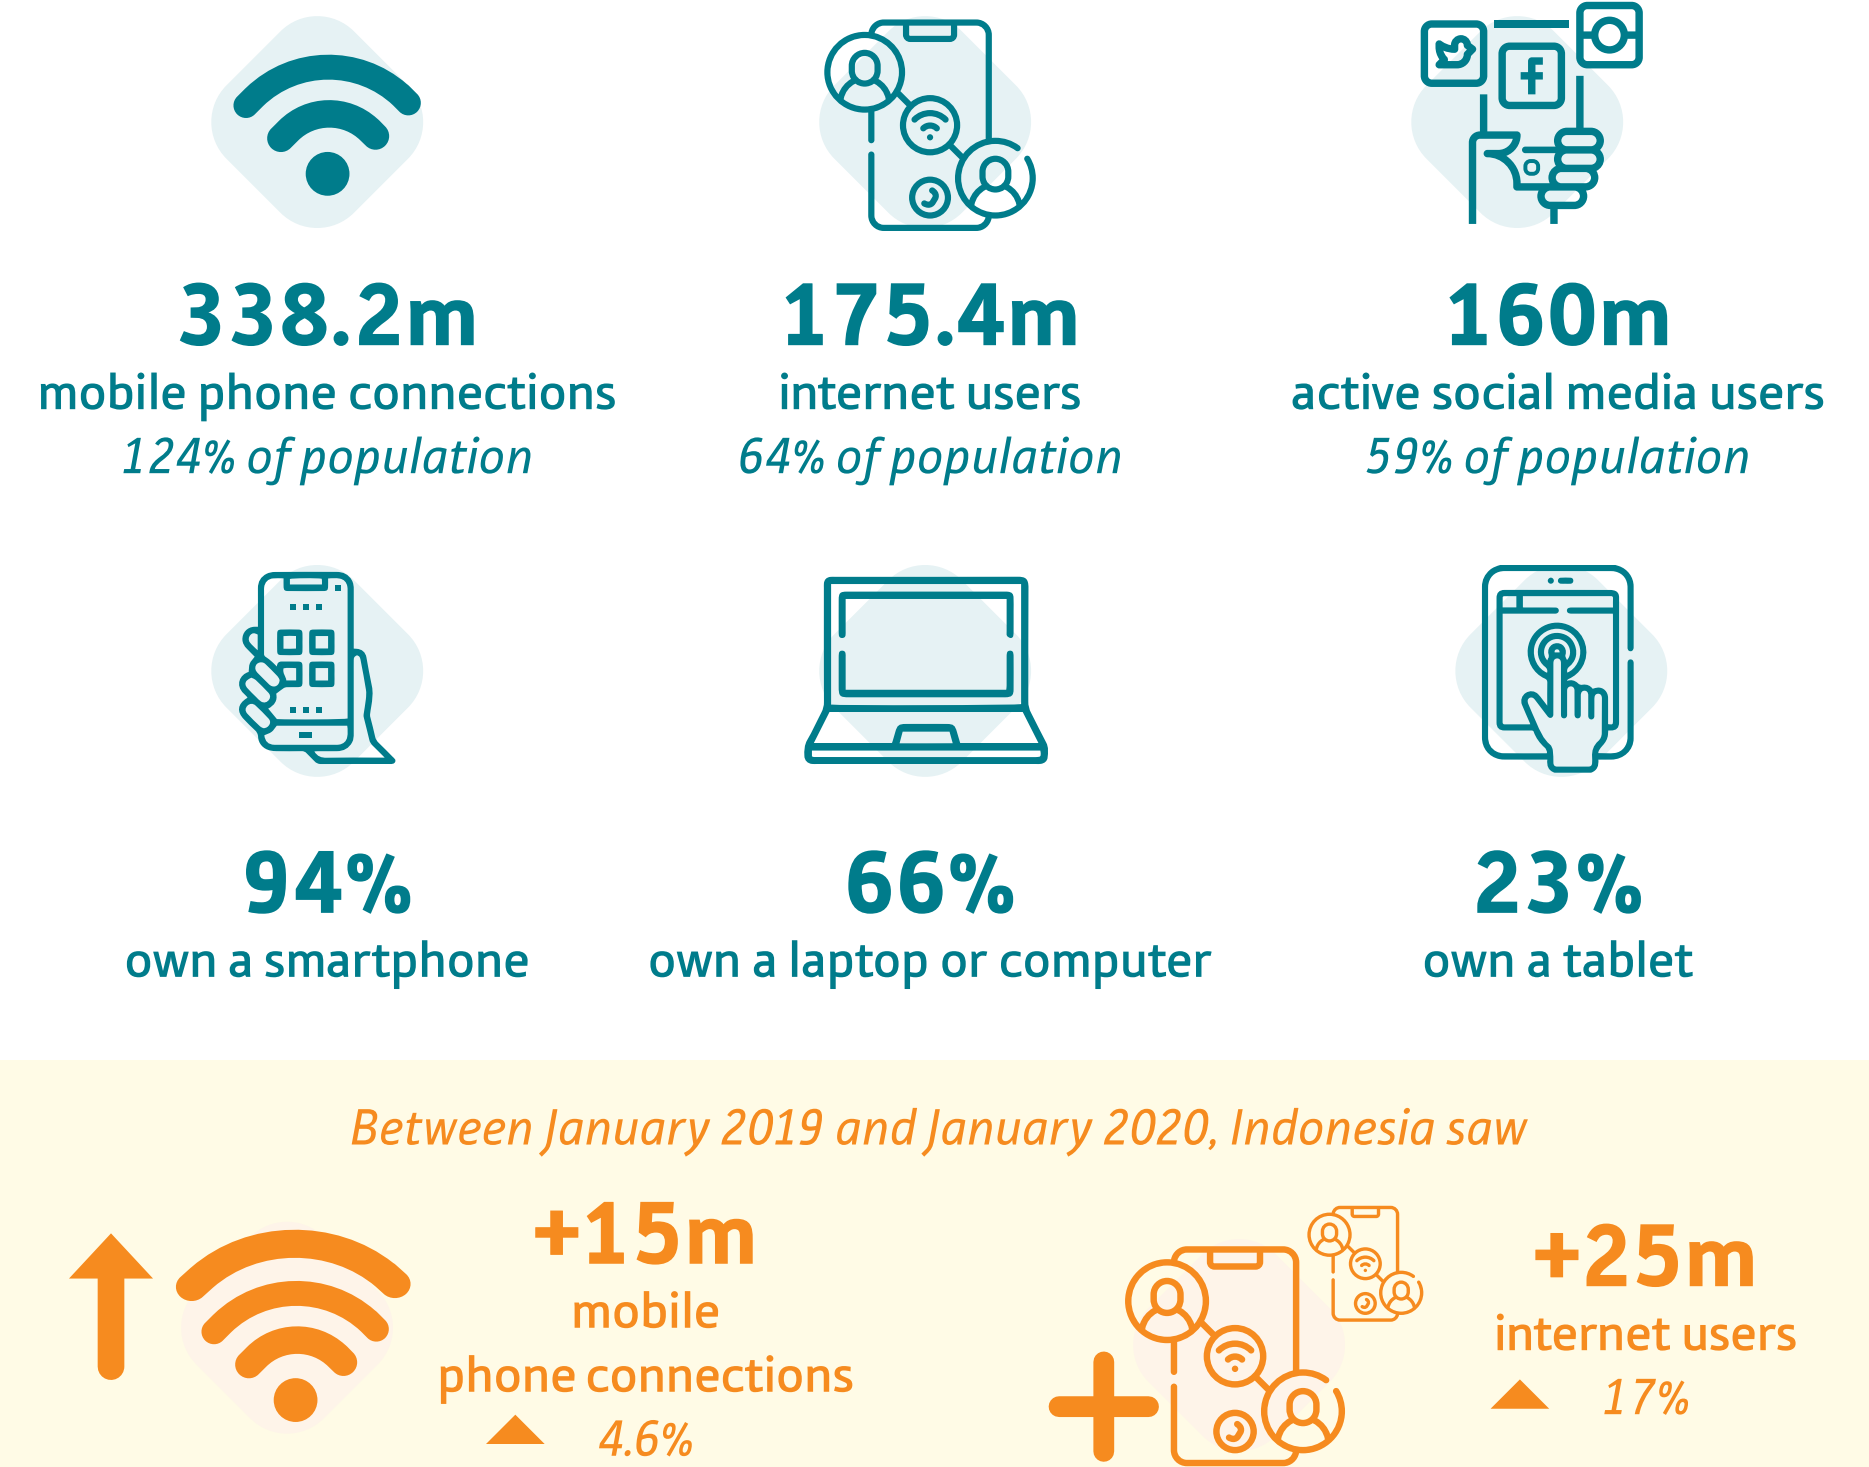 338.2m
mobile phone connections
124% of population
175.4m
internet users
64% of population
160m
active social media users
59% of population
94%
own a smartphone
66%
own a laptop or computer
23%
own a tablet
Between January 2019 and January 2020, Indonesia saw
+15m
mobile
phone connections
4.6%
+25m
internet users
17%